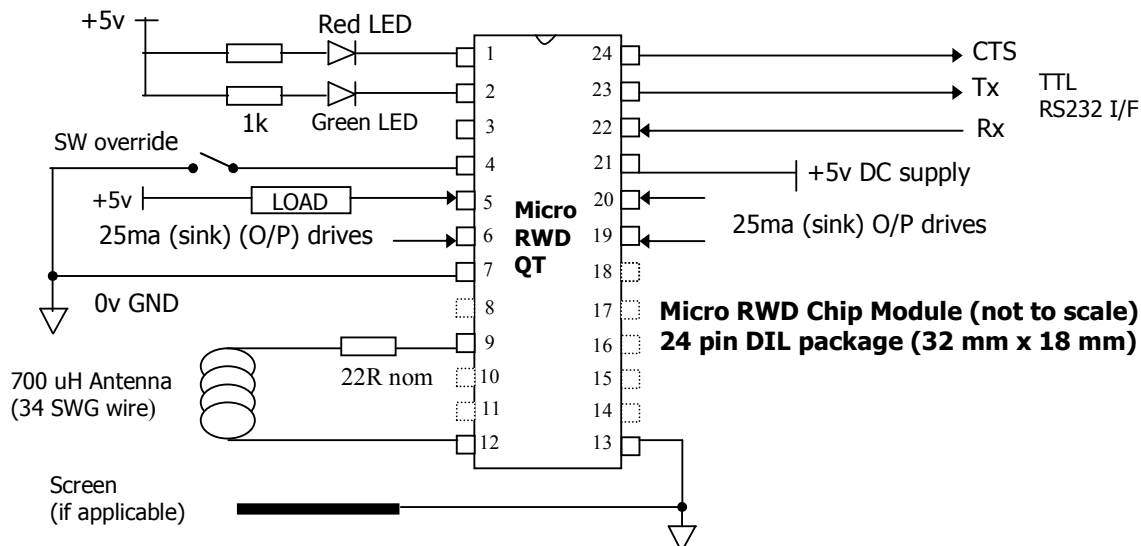 +5v
Red LED
Green LED
1k
SW override
+5v
LOAD
25ma (sink) (O/P) drives
0v GND
22R nom
700 uH Antenna
(34 SWG wire)
Screen
(if applicable)
1
2
3
4
5
6
7
8
9
10
11
12
Micro
RWD
QT
24
23
22
21
20
19
18
17
16
15
14
13
CTS
Tx
Rx
TTL
RS232 I/F
+5v DC supply
25ma (sink) O/P drives
Micro RWD Chip Module (not to scale)
24 pin DIL package (32 mm x 18 mm)